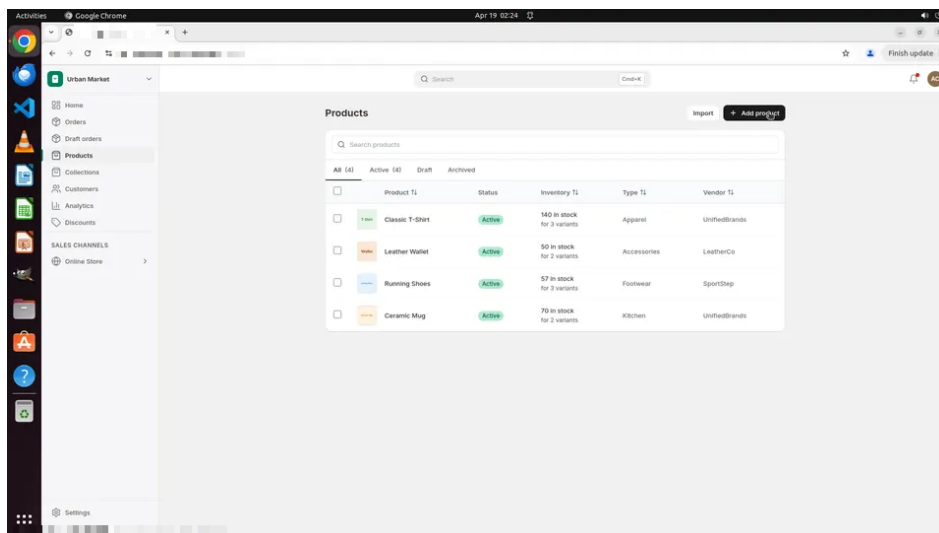 Activities Google Chrome Apr 19 02:24
Finish update
Urban Market
Search Cmd+K
AC
Home
Orders
Draft orders
Products
Collections
Customers
Analytics
Discounts
SALES CHANNELS
Online Store
Settings
Products
Import + Add product
Search products
All (4) Active (4) Draft Archived
Product Status Inventory Type Vendor
T-Shirt Classic T-Shirt Active 140 in stock for 3 variants Apparel UnifiedBrands
Wallet Leather Wallet Active 50 in stock for 2 variants Accessories LeatherCo
Running Shoes Active 57 in stock for 3 variants Footwear SportStep
Ceramic Mug Active 70 in stock for 2 variants Kitchen UnifiedBrands